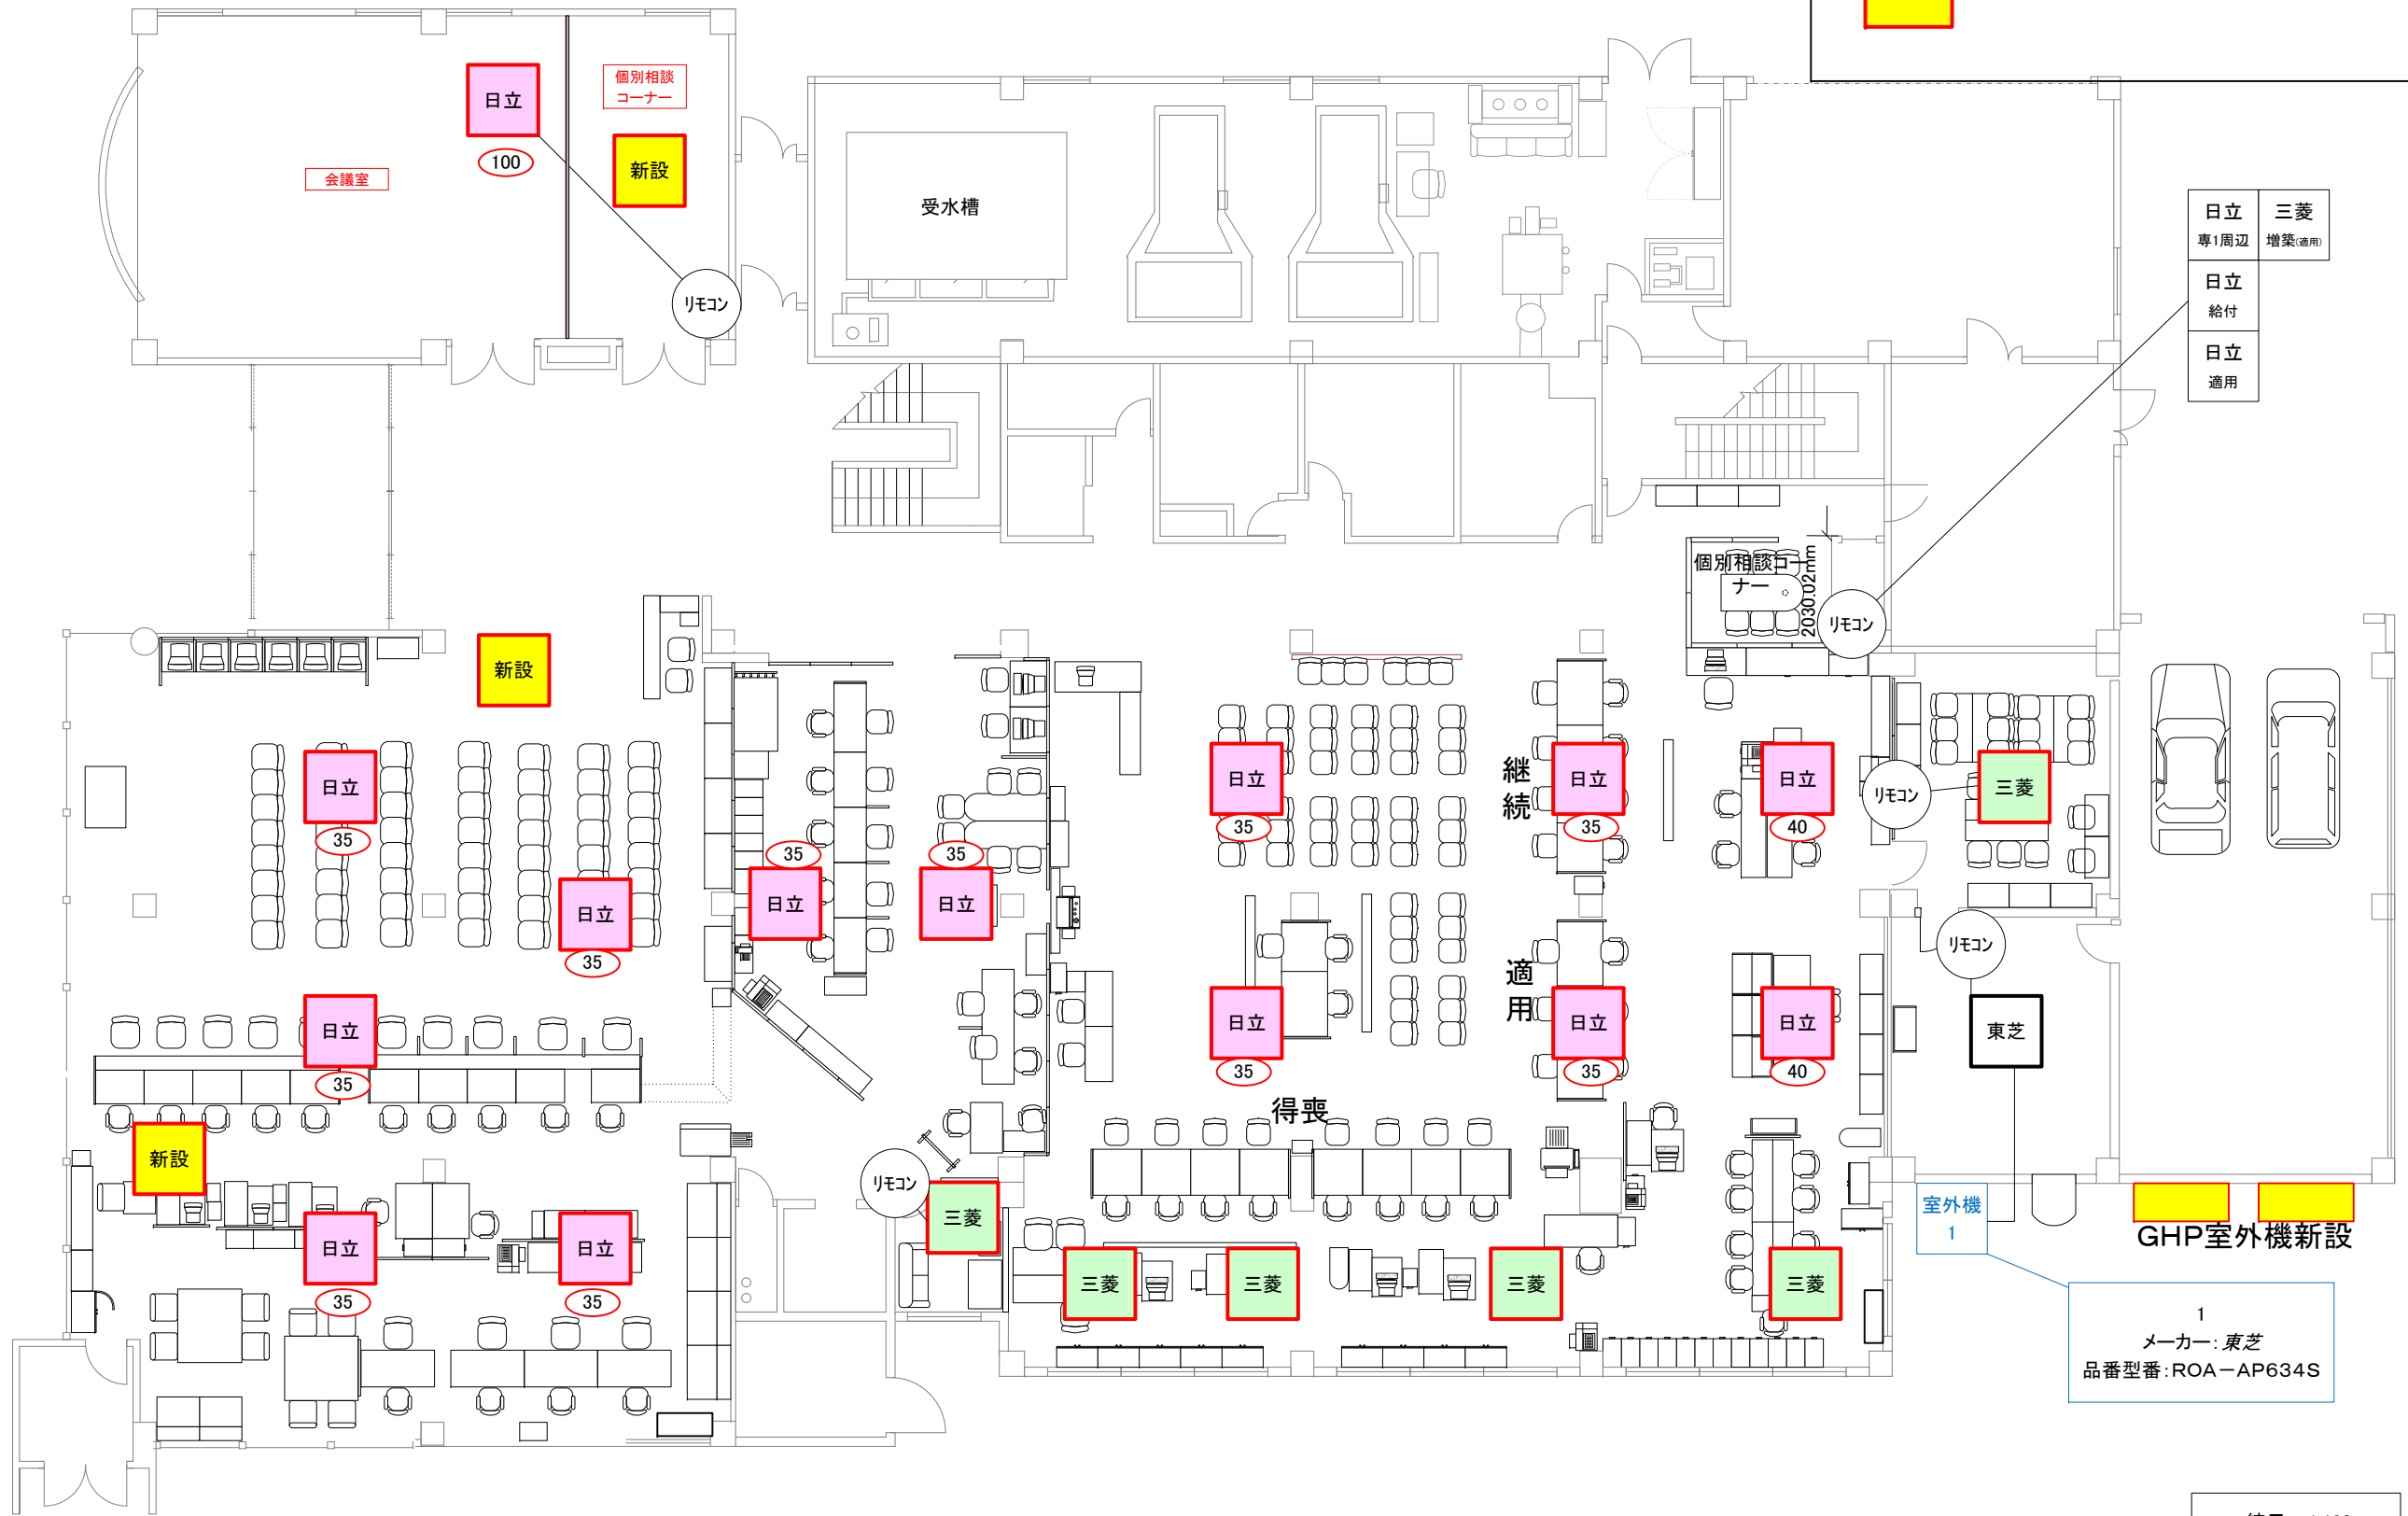 日立
100
個別相談
コーナー
新設
会議室
リモコン
受水槽
日立
専1周辺
三菱
増築(適用)
日立
給付
日立
適用
個別相談コー
ナー
2030.02mm
リモコン
新設
日立
35
日立
35
日立
35
日立
35
日立
35
日立
35
継
続
日立
35
日立
40
リモコン
三菱
日立
35
適
用
日立
35
日立
40
リモコン
東芝
得喪
新設
日立
35
日立
35
リモコン
三菱
三菱
三菱
三菱
三菱
室外機
1
GHP室外機新設
1
メーカー:東芝
品番型番:ROA-AP634S